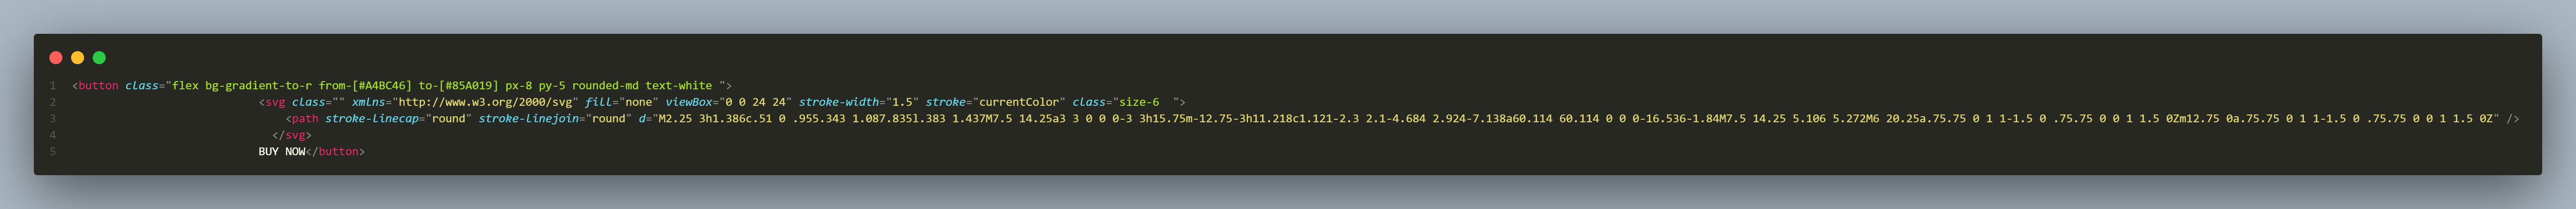 1 <button class="flex bg-gradient-to-r from-[#A4BC46] to-[#85A019] px-8 py-5 rounded-md text-white ">
2 <svg class="" xmlns="http://www.w3.org/2000/svg" fill="none" viewBox="0 0 24 24" stroke-width="1.5" stroke="currentColor" class="size-6  ">
3 <path stroke-linecap="round" stroke-linejoin="round" d="M2.25 3h1.386c.51 0 .955.343 1.087.835l.383 1.437M7.5 14.25a3 3 0 0 0-3 3h15.75m-12.75-3h11.218c1.121-2.3 2.1-4.684 2.924-7.138a60.114 60.114 0 0 0-16.536-1.84M7.5 14.25 5.106 5.272M6 20.25a.75.75 0 1 1-1.5 0 .75.75 0 0 1 1.5 0Zm12.75 0a.75.75 0 1 1-1.5 0 .75.75 0 0 1 1.5 0Z" />
4 </svg>
5 BUY NOW</button>